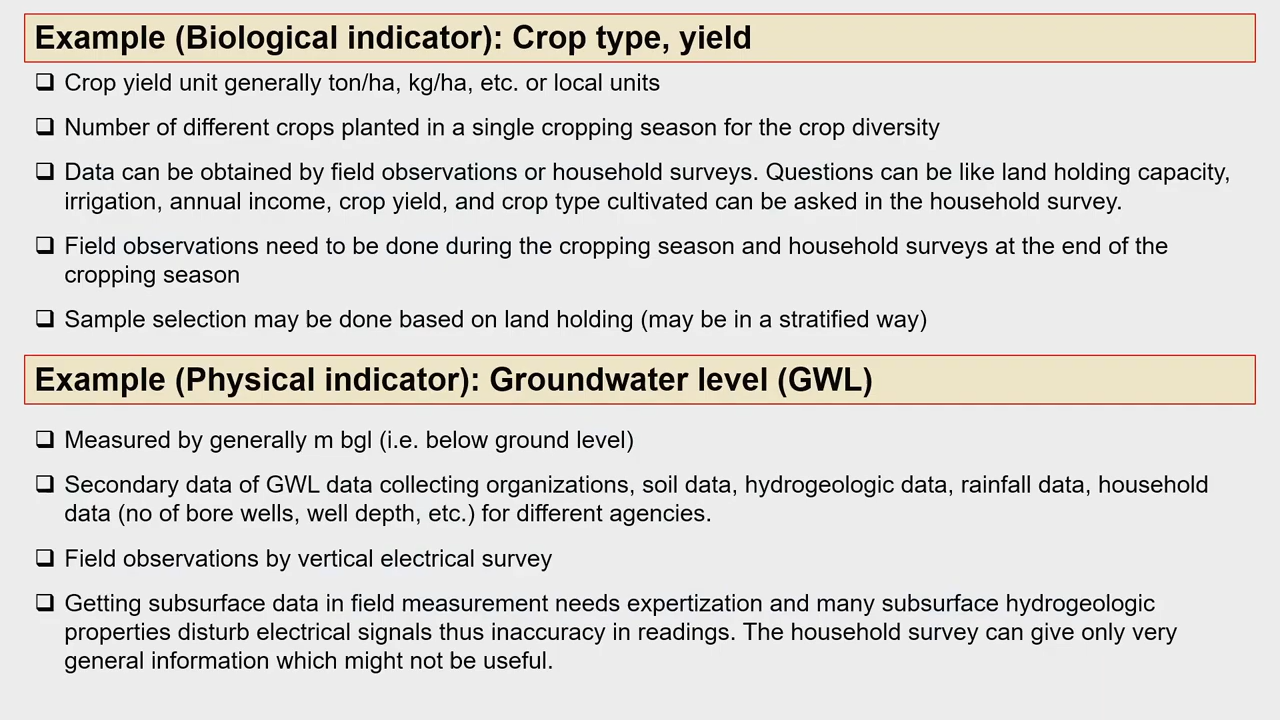 Example (Biological indicator): Crop type, yield
❑ Crop yield unit generally ton/ha, kg/ha, etc. or local units
❑ Number of different crops planted in a single cropping season for the crop diversity
❑ Data can be obtained by field observations or household surveys. Questions can be like land holding capacity,
irrigation, annual income, crop yield, and crop type cultivated can be asked in the household survey.
❑ Field observations need to be done during the cropping season and household surveys at the end of the
cropping season
❑ Sample selection may be done based on land holding (may be in a stratified way)
Example (Physical indicator): Groundwater level (GWL)
❑ Measured by generally m bgl (i.e. below ground level)
❑ Secondary data of GWL data collecting organizations, soil data, hydrogeologic data, rainfall data, household
data (no of bore wells, well depth, etc.) for different agencies.
❑ Field observations by vertical electrical survey
❑ Getting subsurface data in field measurement needs expertization and many subsurface hydrogeologic
properties disturb electrical signals thus inaccuracy in readings. The household survey can give only very
general information which might not be useful.